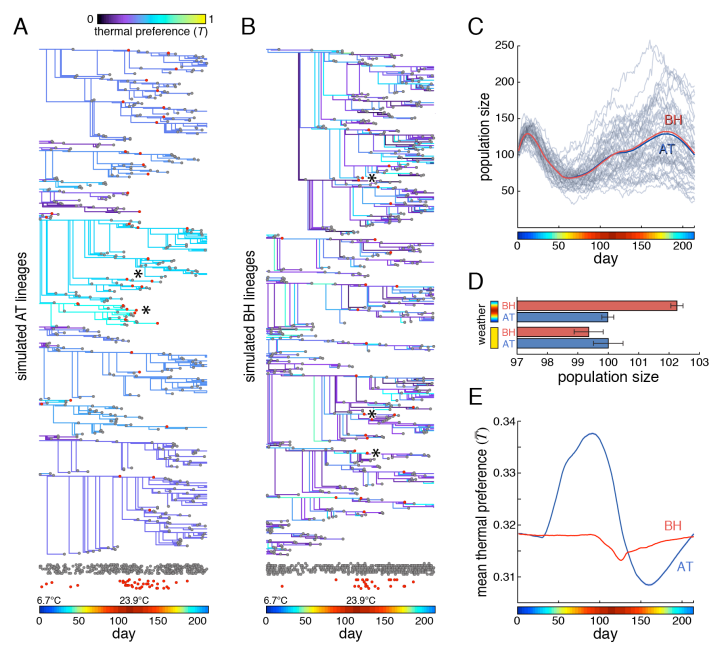 A
0
1
thermal preference (T)
simulated AT lineages
*
*
6.7°C
23.9°C
0
50
100
150
200
day
B
simulated BH lineages
*
*
*
6.7°C
23.9°C
0
50
100
150
200
day
C
population size
250
200
150
100
50
BH
AT
0
50
100
150
200
day
D
weather
BH
AT
BH
AT
97
98
99
100
101
102
103
population size
E
mean thermal preference (T̄)
0.34
0.33
0.32
0.31
BH
AT
0
50
100
150
200
day